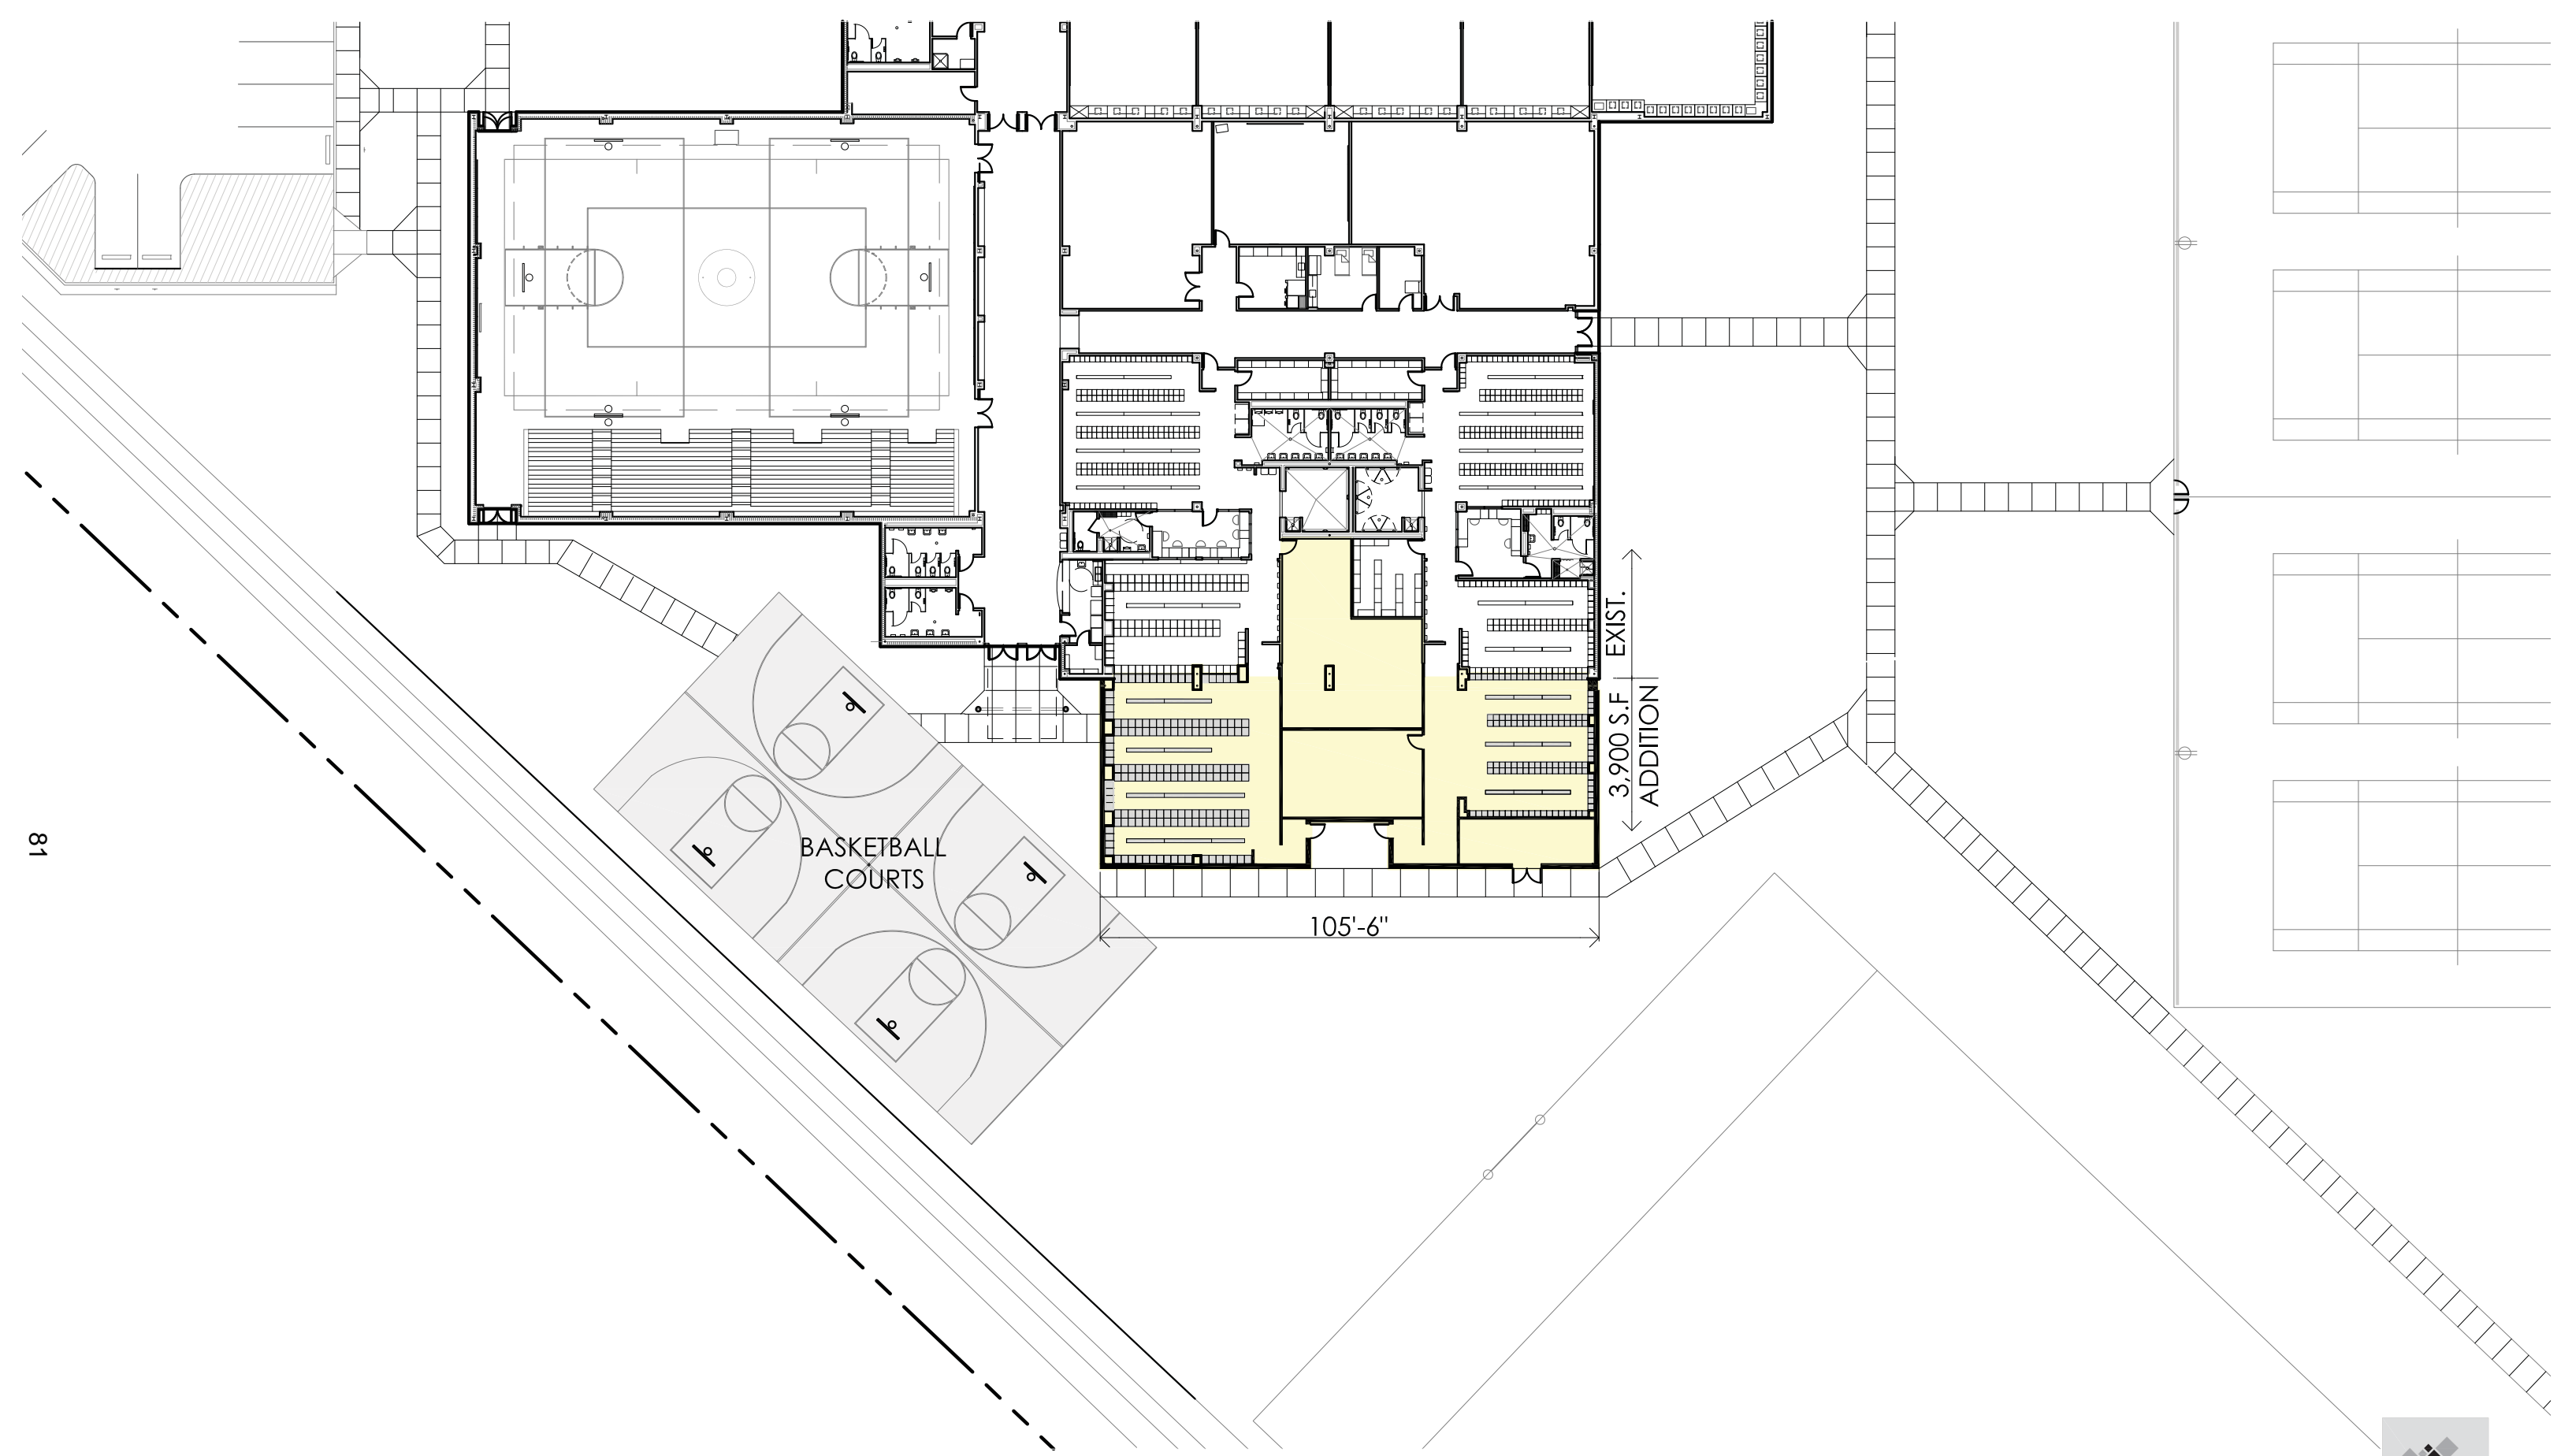 EXIST.
3,900 S.F
ADDITION
BASKETBALL
COURTS
105'-6"
81